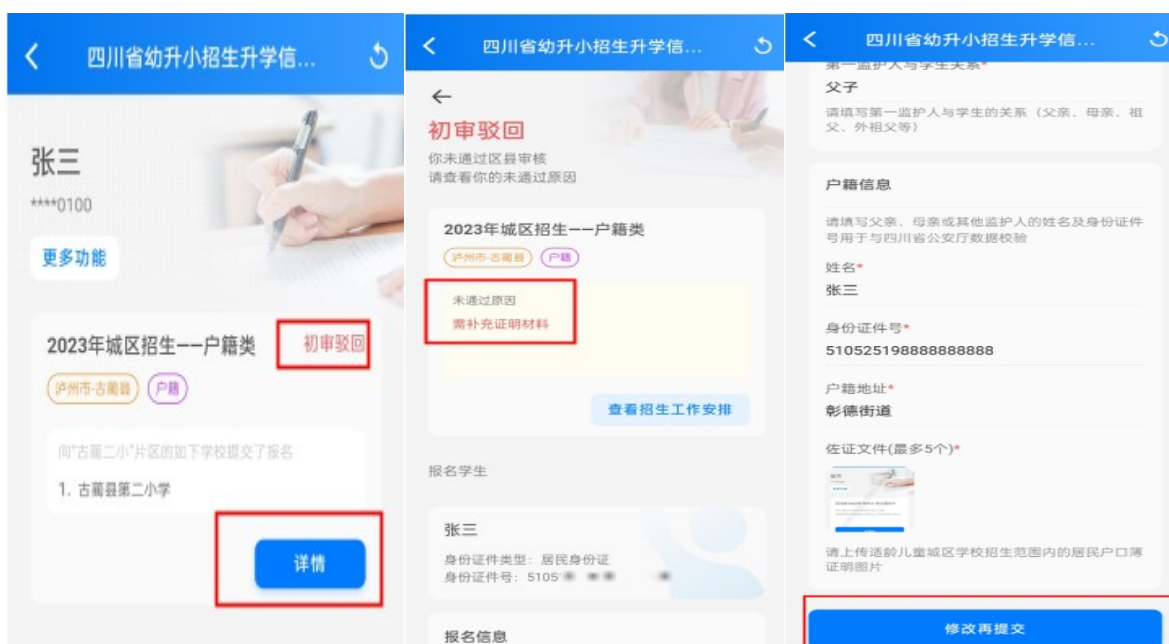 四川省幼升小招生升学信...
张三
****0100
更多功能
2023年城区招生——户籍类
初审驳回
泸州市-古蔺县
户籍
向“古蔺二小”片区的如下学校提交了报名
1. 古蔺县第二小学
详情
四川省幼升小招生升学信...
初审驳回
你未通过区县审核
请查看你的未通过原因
2023年城区招生——户籍类
泸州市-古蔺县
户籍
未通过原因
需补充证明材料
查看招生工作安排
报名学生
张三
身份证件类型：居民身份证
身份证件号：5105
报名信息
四川省幼升小招生升学信...
第一监护人与学生关系*
父子
请填写第一监护人与学生的关系（父亲、母亲、祖
父、外祖父等）
户籍信息
请填写父亲、母亲或其他监护人的姓名及身份证件
号用于与四川省公安厅数据校验
姓名*
张三
身份证件号*
510525198888888888
户籍地址*
彰德街道
佐证文件(最多5个)*
请上传适龄儿童城区学校招生范围内的居民户口簿
证明图片
修改再提交